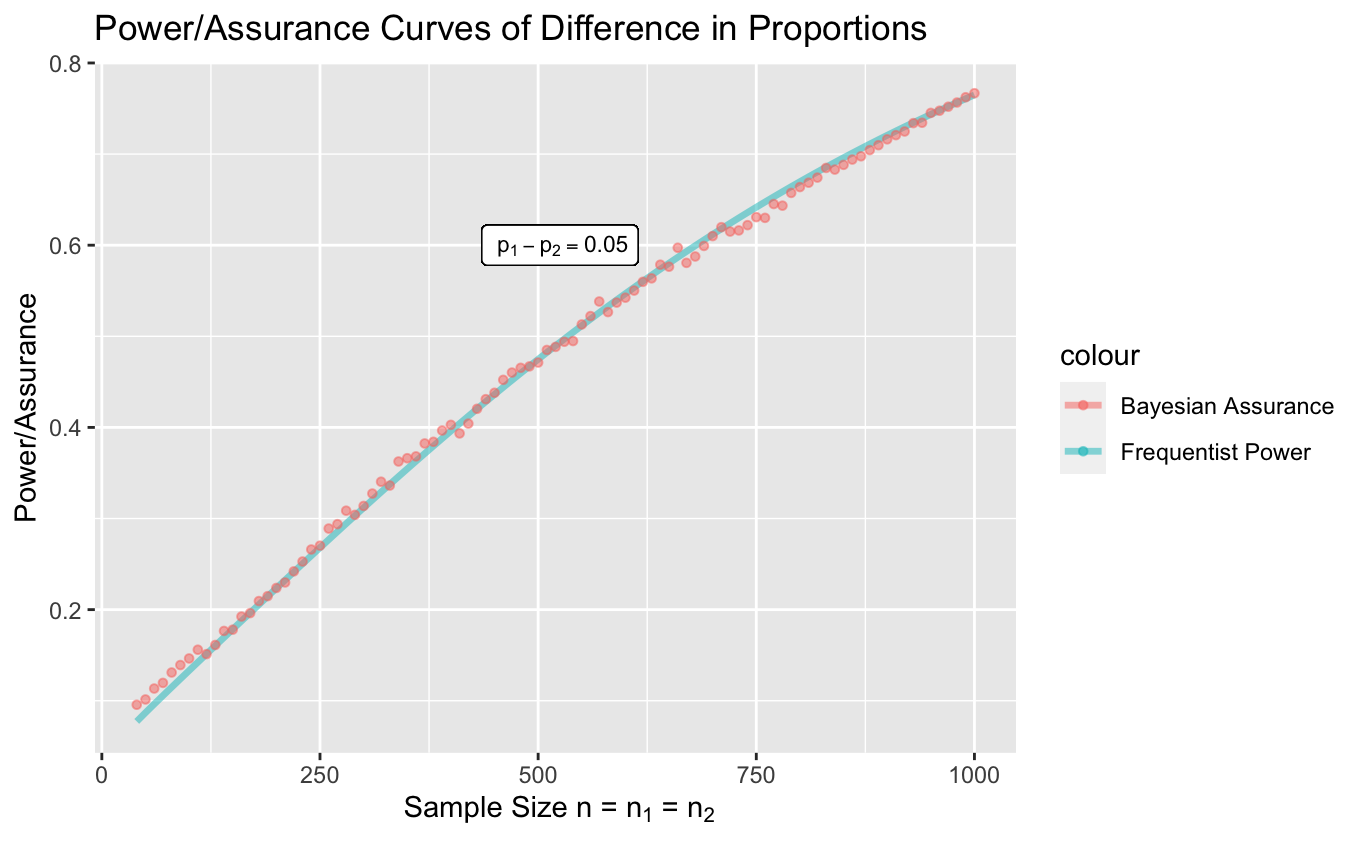 Power/Assurance Curves of Difference in Proportions
0.8
0.6
0.4
0.2
Power/Assurance
p₁ − p₂ = 0.05
0 250 500 750 1000
Sample Size n = n₁ = n₂
colour
Bayesian Assurance
Frequentist Power